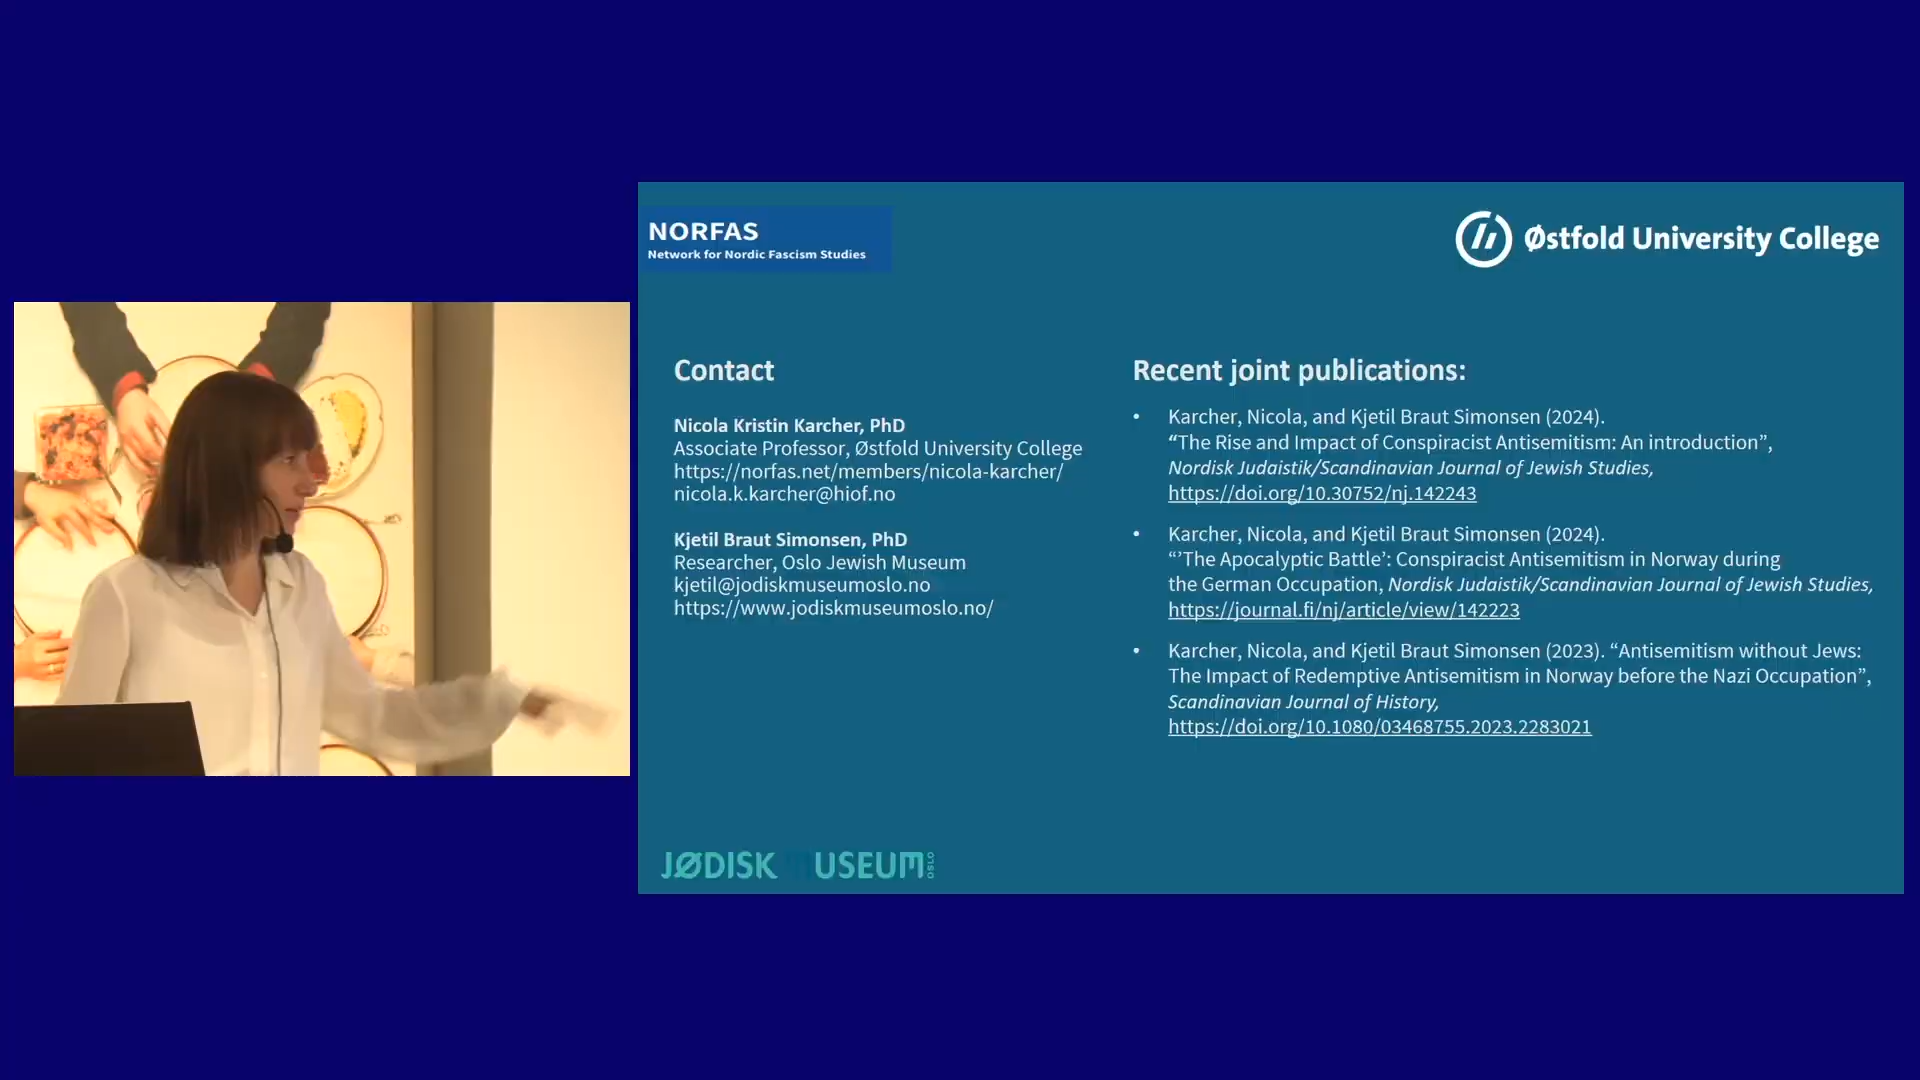 NORFAS
Network for Nordic Fascism Studies
Østfold University College
Contact
Nicola Kristin Karcher, PhD
Associate Professor, Østfold University College
https://norfas.net/members/nicola-karcher/
nicola.k.karcher@hiof.no
Kjetil Braut Simonsen, PhD
Researcher, Oslo Jewish Museum
kjetil@jodiskmuseumoslo.no
https://www.jodiskmuseumoslo.no/
Recent joint publications:
• Karcher, Nicola, and Kjetil Braut Simonsen (2024).
“The Rise and Impact of Conspiracist Antisemitism: An introduction”,
Nordisk Judaistik/Scandinavian Journal of Jewish Studies,
https://doi.org/10.30752/nj.142243
• Karcher, Nicola, and Kjetil Braut Simonsen (2024).
“’The Apocalyptic Battle’: Conspiracist Antisemitism in Norway during
the German Occupation, Nordisk Judaistik/Scandinavian Journal of Jewish Studies,
https://journal.fi/nj/article/view/142223
• Karcher, Nicola, and Kjetil Braut Simonsen (2023). “Antisemitism without Jews:
The Impact of Redemptive Antisemitism in Norway before the Nazi Occupation”,
Scandinavian Journal of History,
https://doi.org/10.1080/03468755.2023.2283021
JØDISK MUSEUM OSLO